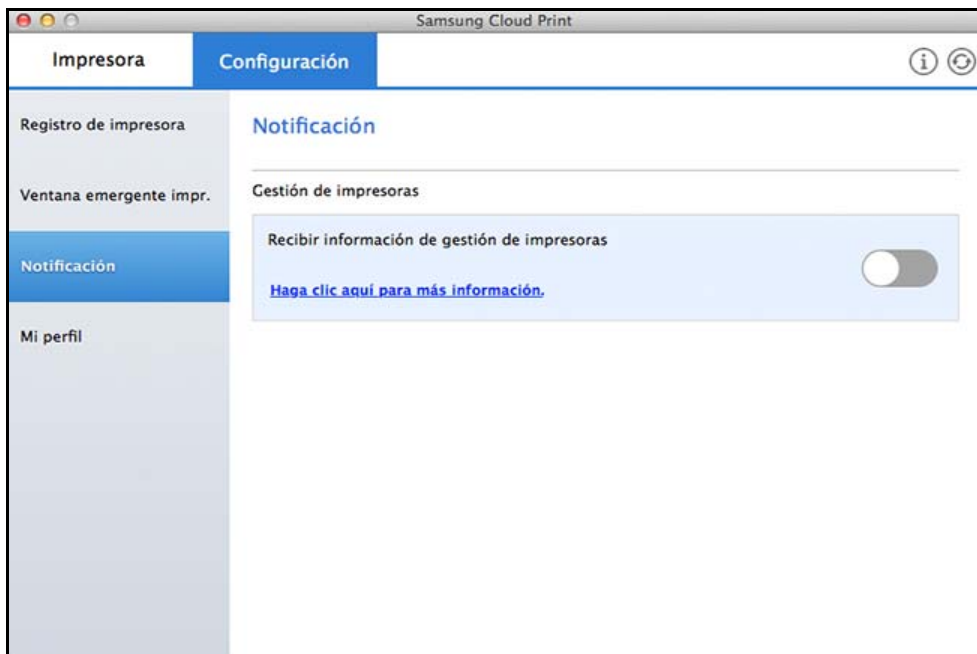 Samsung Cloud Print
Impresora
Configuración
Registro de impresora
Ventana emergente impr.
Notificación
Mi perfil
Notificación
Gestión de impresoras
Recibir información de gestión de impresoras
Haga clic aquí para más información.